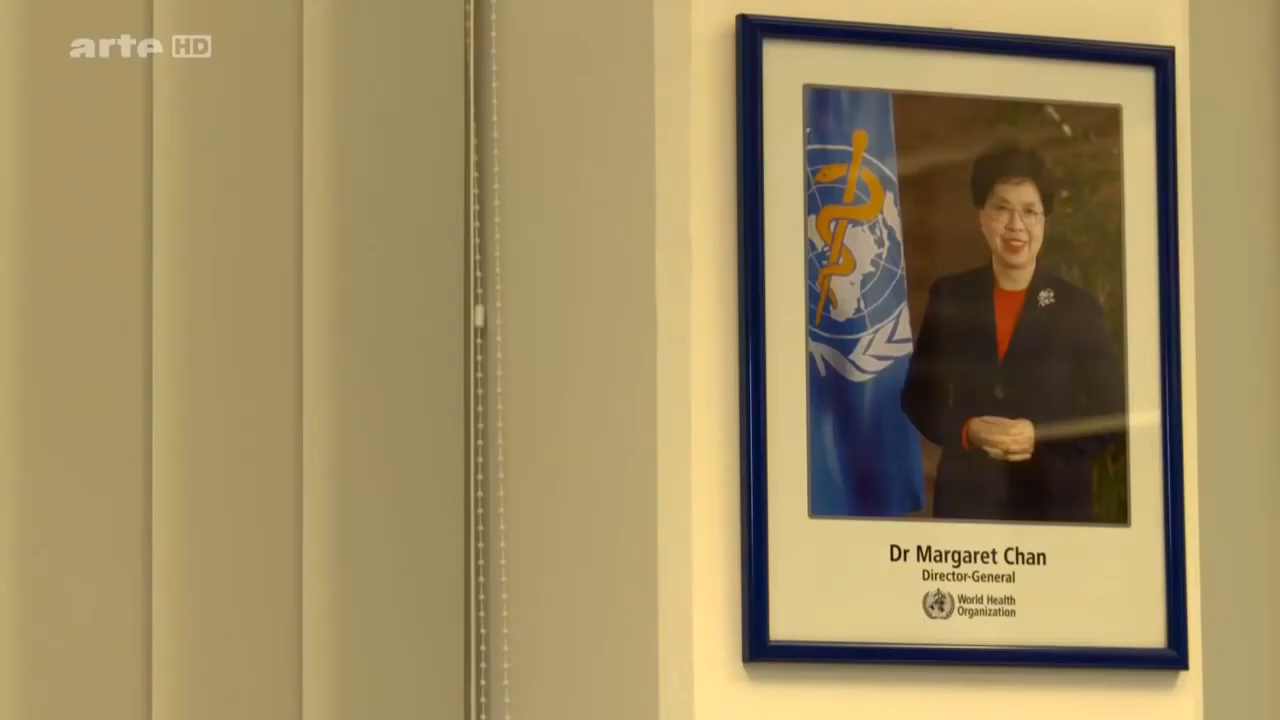 arte HD
Dr Margaret Chan
Director-General
World Health
Organization